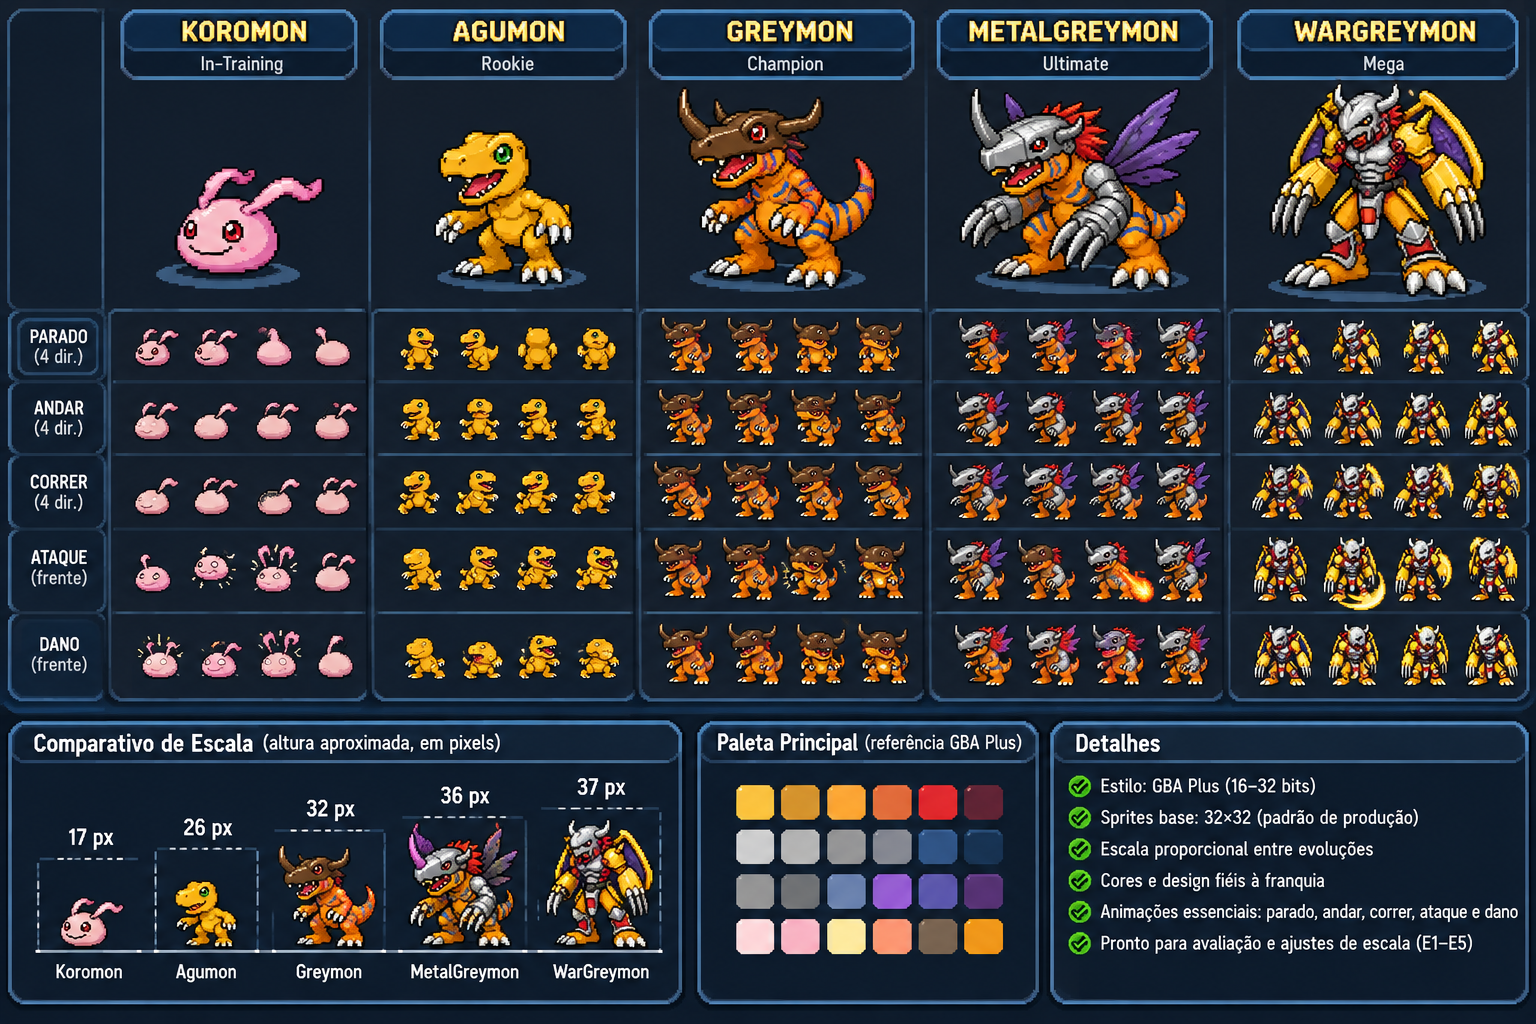 KOROMON
In-Training
AGUMON
Rookie
GREYMON
Champion
METALGREYMON
Ultimate
WARGREYMON
Mega
PARADO
(4 dir.)
ANDAR
(4 dir.)
CORRER
(4 dir.)
ATAQUE
(frente)
DANO
(frente)
Comparativo de Escala (altura aproximada, em pixels)
17 px
26 px
32 px
36 px
37 px
Koromon
Agumon
Greymon
MetalGreymon
WarGreymon
Paleta Principal (referência GBA Plus)
Detalhes
Estilo: GBA Plus (16–32 bits)
Sprites base: 32×32 (padrão de produção)
Escala proporcional entre evoluções
Cores e design fiéis à franquia
Animações essenciais: parado, andar, correr, ataque e dano
Pronto para avaliação e ajustes de escala (E1–E5)